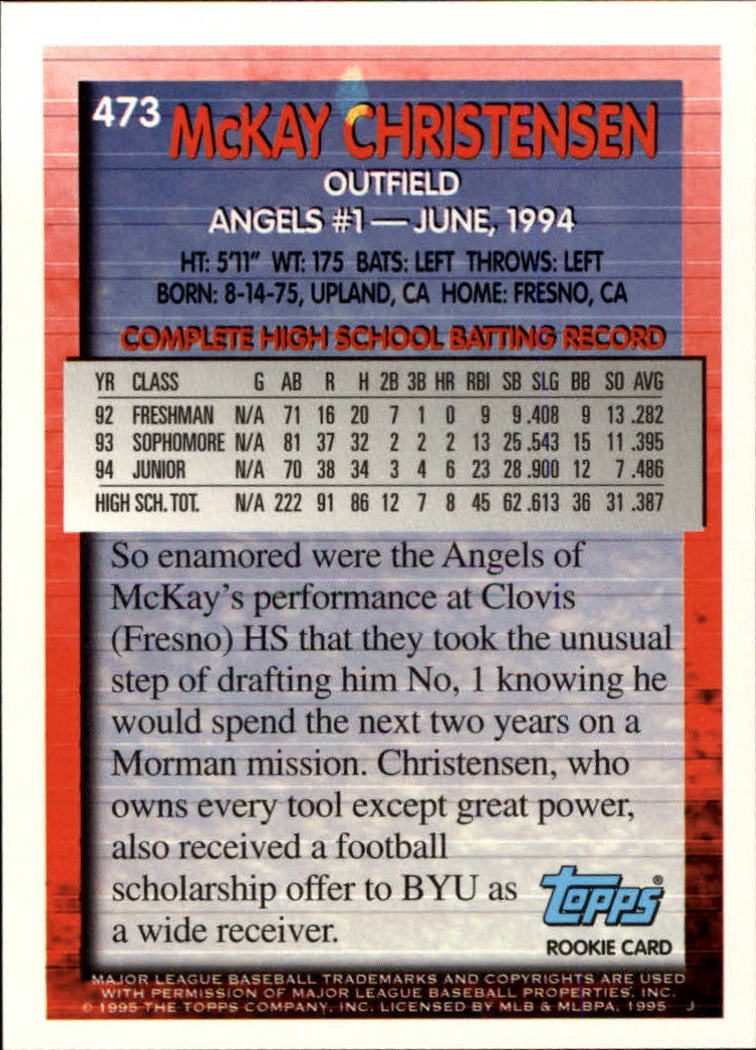 473 McKAY CHRISTENSEN
OUTFIELD
ANGELS #1 — JUNE, 1994
HT: 5'11" WT: 175 BATS: LEFT THROWS: LEFT
BORN: 8-14-75, UPLAND, CA HOME: FRESNO, CA
COMPLETE HIGH SCHOOL BATTING RECORD
YR CLASS G AB R H 2B 3B HR RBI SB SLG BB SO AVG
92 FRESHMAN N/A 71 16 20 7 1 0 9 9 .408 9 13 .282
93 SOPHOMORE N/A 81 37 32 2 2 2 13 25 .543 15 11 .395
94 JUNIOR N/A 70 38 34 3 4 6 23 28 .900 12 7 .486
HIGH SCH. TOT. N/A 222 91 86 12 7 8 45 62 .613 36 31 .387
So enamored were the Angels of
McKay's performance at Clovis
(Fresno) HS that they took the unusual
step of drafting him No, 1 knowing he
would spend the next two years on a
Morman mission. Christensen, who
owns every tool except great power,
also received a football
scholarship offer to BYU as
a wide receiver.
topps®
ROOKIE CARD
MAJOR LEAGUE BASEBALL TRADEMARKS AND COPYRIGHTS ARE USED
WITH PERMISSION OF MAJOR LEAGUE BASEBALL PROPERTIES, INC.
© 1995 THE TOPPS COMPANY, INC. LICENSED BY MLB & MLBPA, 1995 J